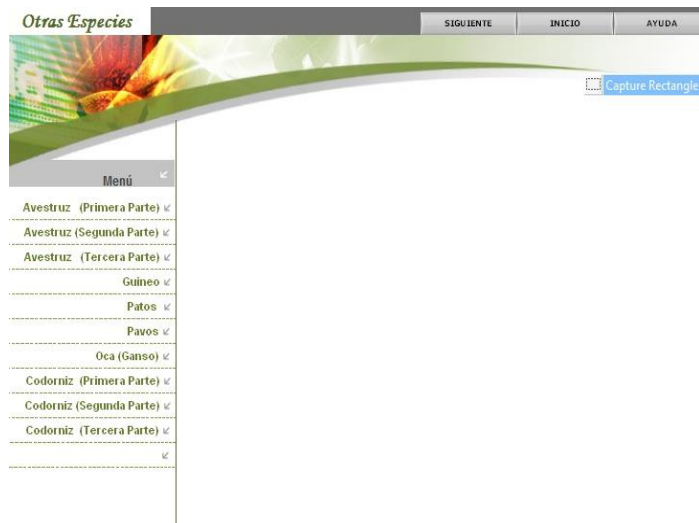 Otras Especies
SIGUIENTE INICIO AYUDA
Capture Rectangle
Menú
Avestruz (Primera Parte)
Avestruz (Segunda Parte)
Avestruz (Tercera Parte)
Guineo
Patos
Pavos
Oca (Ganso)
Codorniz (Primera Parte)
Codorniz (Segunda Parte)
Codorniz (Tercera Parte)